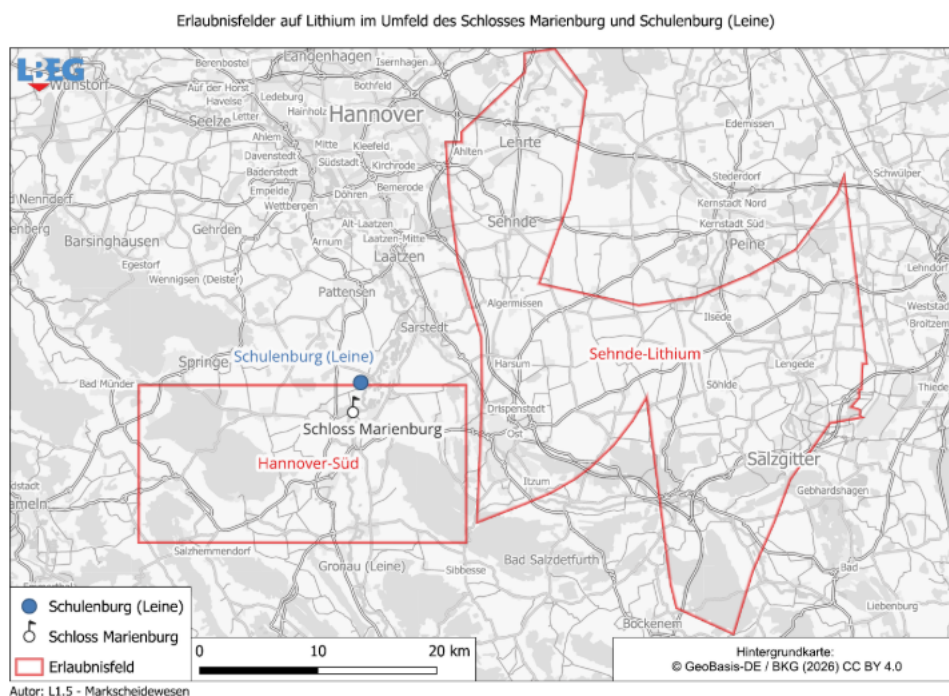 Erlaubnisfelder auf Lithium im Umfeld des Schlosses Marienburg und Schulenburg (Leine)
LBEG
Berenbostel
Langenhagen
Isernhagen
Wunstorf
Auf der Horst
Bothfeld
Havelse
Ledeburg
Hainholz
Hannover
Seelze
Letter
Edemissen
Ahlem
Mitte
Kleefeld
Ahlten
Lehrte
Davenstedt
Südstadt
Kirchrode
Badenstedt
Stederdorf
Schwülper
Empelde
Döhren
Bemerode
Kernstadt Nord
Nenndorf
Wettbergen
Alt-Laatzen
Sehnde
Kernstadt Süd
Gehrden
Laatzen-Mitte
Peine
Barsinghausen
Arnum
Laatzen
Egestorf
Lehndorf
Wennigsen (Deister)
Pattensen
Algermissen
Weststadt
Sarstedt
Ilsede
Broitzem
Schulenburg (Leine)
Sehnde-Lithium
Springe
Harsum
Lengede
Bad Münder
Söhlde
Thiede
Schloss Marienburg
Drispenstedt
Ost
Hannover-Süd
Salzgitter
Itzum
Gebhardshagen
Salzhemmendorf
Gronau (Leine)
Sibbesse
Bad Salzdetfurth
Bad
Liebenburg
Bockenem
Schulenburg (Leine)
Schloss Marienburg
Erlaubnisfeld
0 10 20 km
Hintergrundkarte:
© GeoBasis-DE / BKG (2026) CC BY 4.0
Autor: L1.5 - Markscheidewesen